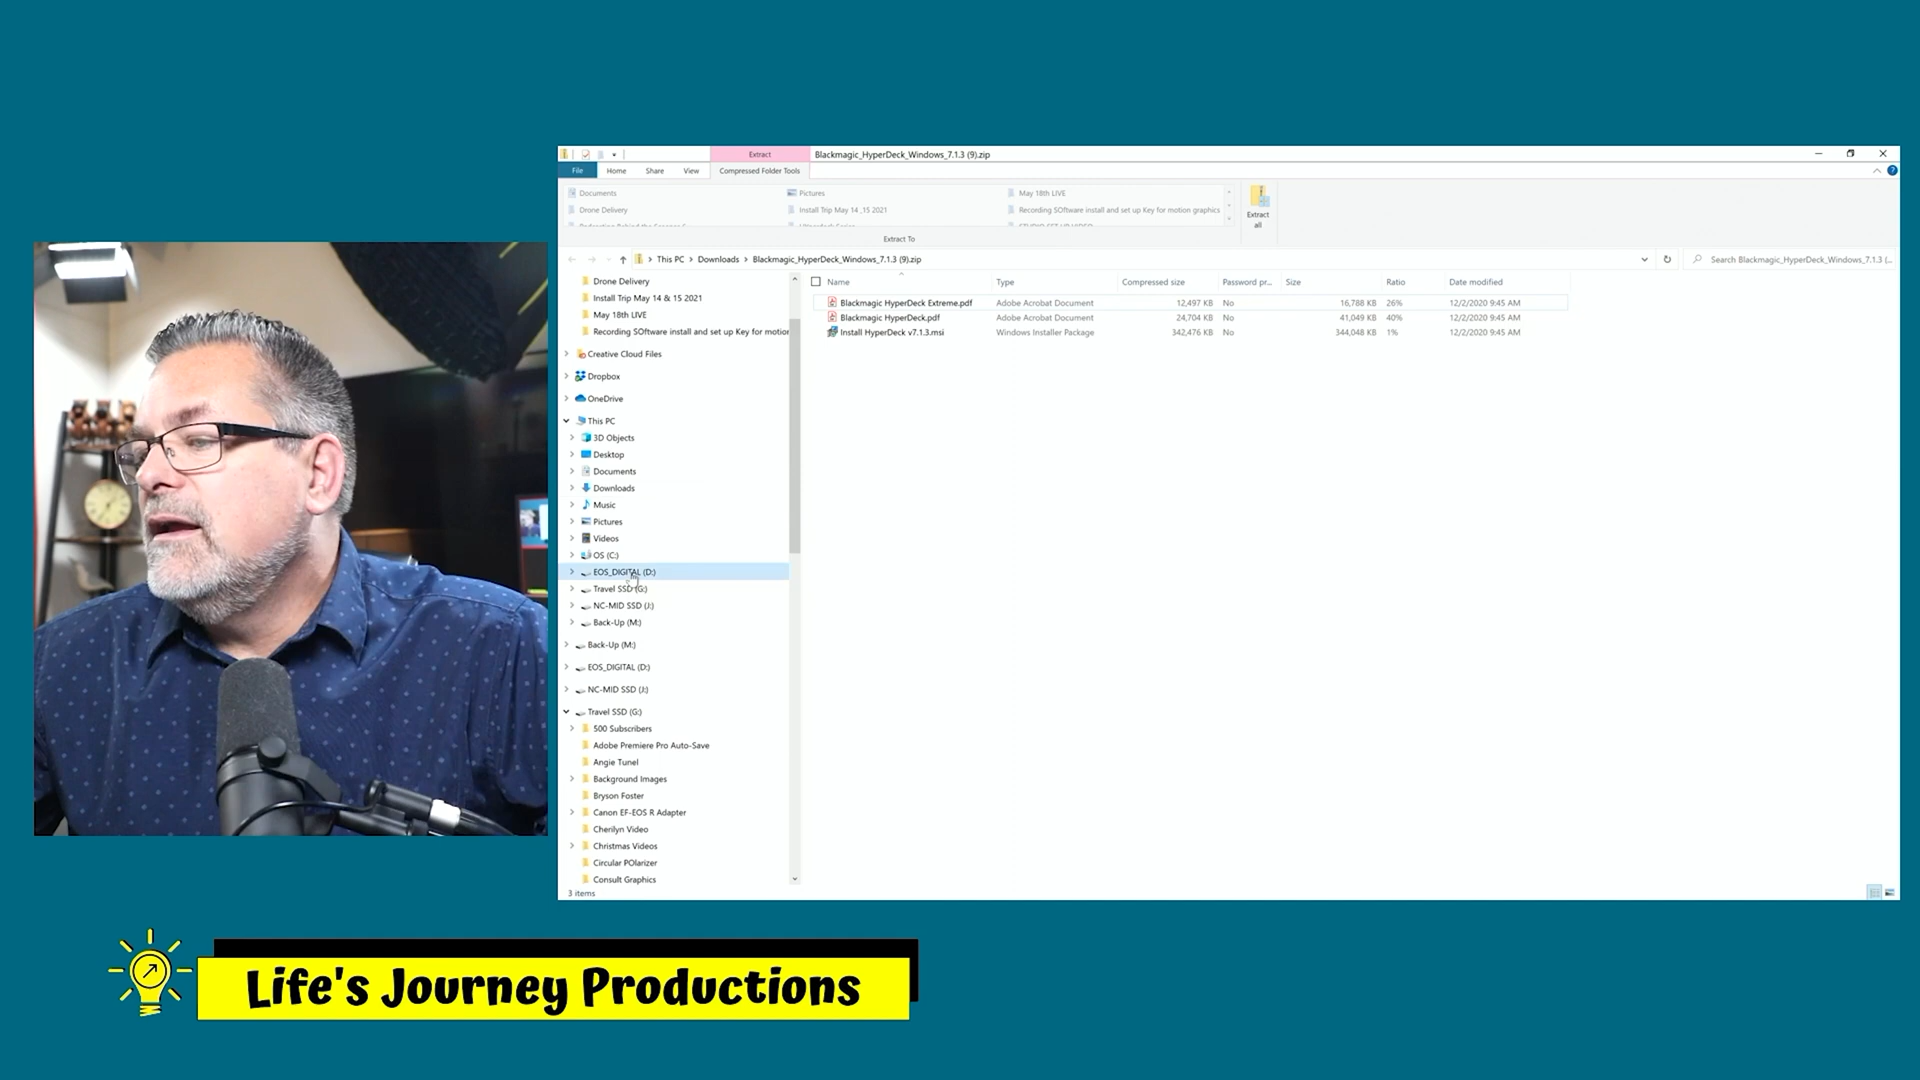 Extract
Blackmagic_HyperDeck_Windows_7.1.3 (9).zip
File
Home
Share
View
Compressed Folder Tools
Documents
Pictures
May 18th LIVE
Drone Delivery
Install Trip May 14 ,15 2021
Recording SOftware install and set up Key for motion graphics
Extract all
Extract To
This PC > Downloads > Blackmagic_HyperDeck_Windows_7.1.3 (9).zip
Search Blackmagic_HyperDeck_Windows_7.1.3 (...
Name Type Compressed size Password pr... Size Ratio Date modified
Blackmagic HyperDeck Extreme.pdf Adobe Acrobat Document 12,497 KB No 16,788 KB 26% 12/2/2020 9:45 AM
Blackmagic HyperDeck.pdf Adobe Acrobat Document 24,704 KB No 41,049 KB 40% 12/2/2020 9:45 AM
Install HyperDeck v7.1.3.msi Windows Installer Package 342,476 KB No 344,048 KB 1% 12/2/2020 9:45 AM
Drone Delivery
Install Trip May 14 & 15 2021
May 18th LIVE
Recording SOftware install and set up Key for motior
Creative Cloud Files
Dropbox
OneDrive
This PC
3D Objects
Desktop
Documents
Downloads
Music
Pictures
Videos
OS (C:)
EOS_DIGITAL (D:)
Travel SSD (G:)
NC-MID SSD (J:)
Back-Up (M:)
Back-Up (M:)
EOS_DIGITAL (D:)
NC-MID SSD (J:)
Travel SSD (G:)
500 Subscribers
Adobe Premiere Pro Auto-Save
Angie Tunel
Background Images
Bryson Foster
Canon EF-EOS R Adapter
Cherilyn Video
Christmas Videos
Circular POlarizer
Consult Graphics
3 items
Life's Journey Productions